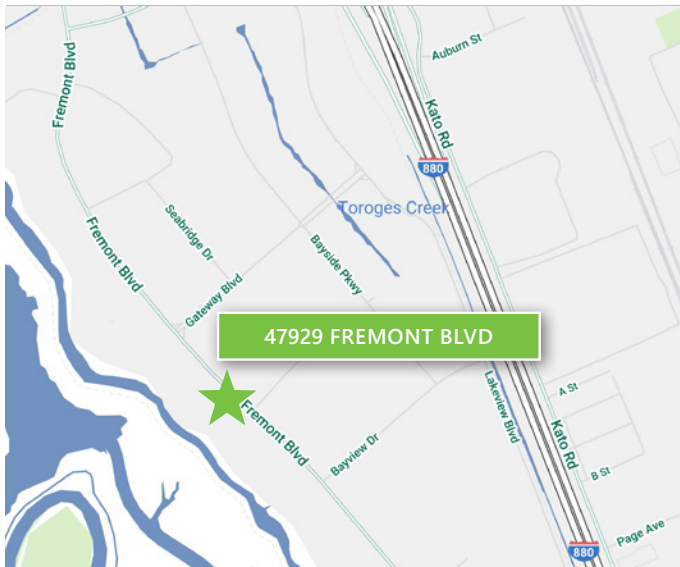 Auburn St
Fremont Blvd
Kato Rd
880
Toroges Creek
Seabridge Dr
Bayside Pkwy
Fremont Blvd
Gateway Blvd
47929 FREMONT BLVD
Lakeview Blvd
A St
Fremont Blvd
Kato Rd
Bayview Dr
B St
Page Ave
880